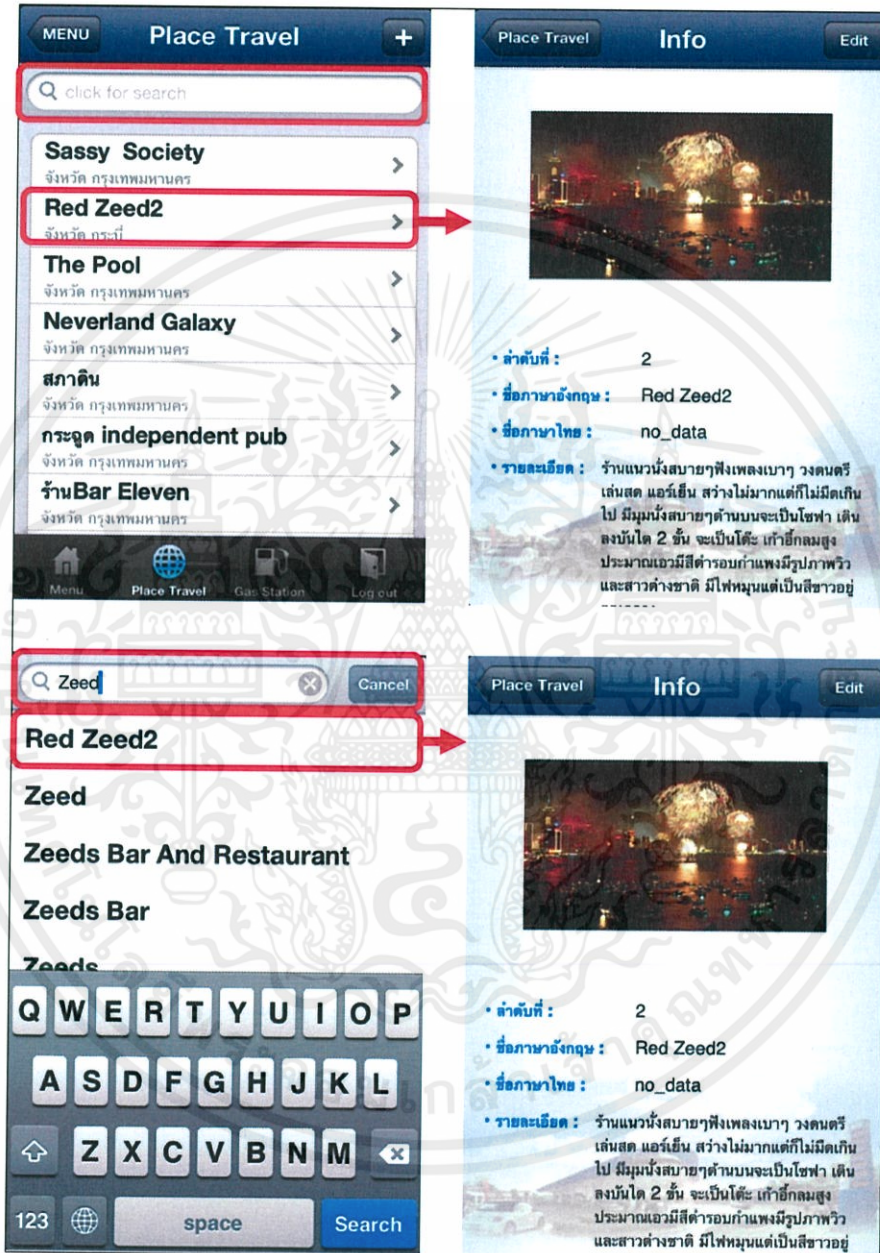 MENU
Place Travel
+
click for search
Sassy Society
จังหวัด กรุงเทพมหานคร
Red Zeed2
จังหวัด กระบี่
The Pool
จังหวัด กรุงเทพมหานคร
Neverland Galaxy
จังหวัด กรุงเทพมหานคร
สภาดิน
จังหวัด กรุงเทพมหานคร
กระจูด independent pub
จังหวัด กรุงเทพมหานคร
ร้านBar Eleven
จังหวัด กรุงเทพมหานคร
Menu Place Travel Gas Station Log out
Place Travel
Info
Edit
• ลำดับที่ : 2
• ชื่อภาษาอังกฤษ : Red Zeed2
• ชื่อภาษาไทย : no_data
• รายละเอียด : ร้านแนวนั่งสบายๆฟังเพลงเบาๆ วงดนตรี
เล่นสด แอร์เย็น สว่างไม่มากแต่ก็ไม่มืดเกิน
ไป มีมุมนั่งสบายๆด้านบนจะเป็นโซฟา เดิน
ลงบันได 2 ขั้น จะเป็นโต๊ะ เก้าอี้กลมสูง
ประมาณเอวมีสีดำรอบกำแพงมีรูปภาพวิว
และสาวต่างชาติ มีไฟหมุนแต่เป็นสีขาวอยู่
Zeed
Cancel
Red Zeed2
Zeed
Zeeds Bar And Restaurant
Zeeds Bar
Zeeds
Q W E R T Y U I O P
A S D F G H J K L
Z X C V B N M
123 space Search
Place Travel
Info
Edit
• ลำดับที่ : 2
• ชื่อภาษาอังกฤษ : Red Zeed2
• ชื่อภาษาไทย : no_data
• รายละเอียด : ร้านแนวนั่งสบายๆฟังเพลงเบาๆ วงดนตรี
เล่นสด แอร์เย็น สว่างไม่มากแต่ก็ไม่มืดเกิน
ไป มีมุมนั่งสบายๆด้านบนจะเป็นโซฟา เดิน
ลงบันได 2 ขั้น จะเป็นโต๊ะ เก้าอี้กลมสูง
ประมาณเอวมีสีดำรอบกำแพงมีรูปภาพวิว
และสาวต่างชาติ มีไฟหมุนแต่เป็นสีขาวอยู่